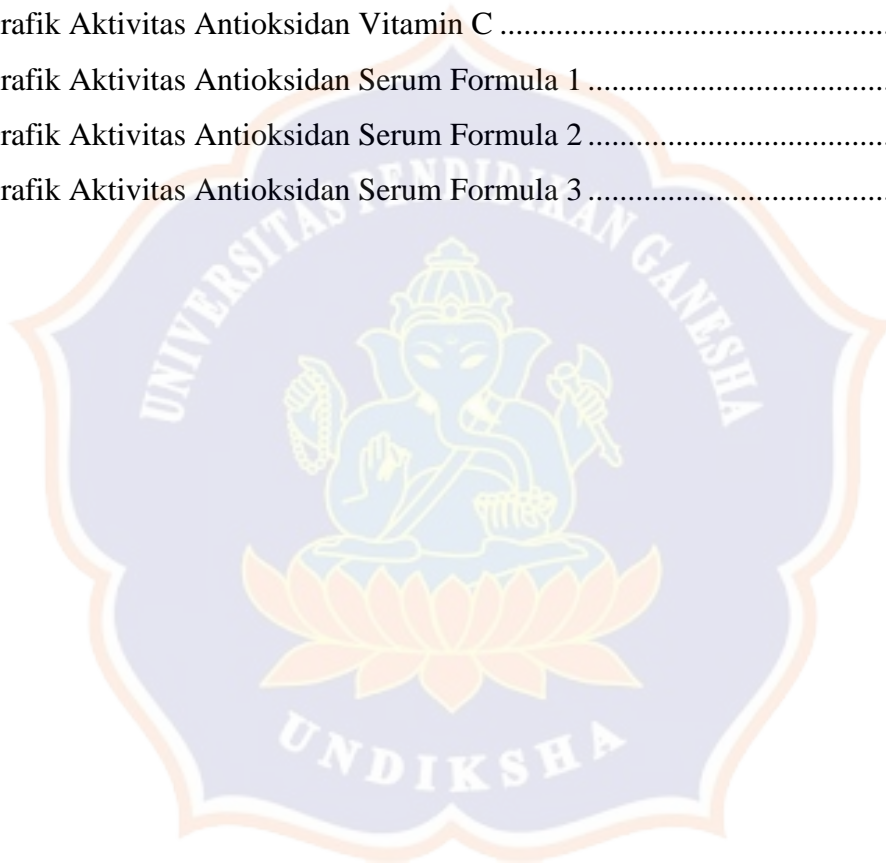 rafik Aktivitas Antioksidan Vitamin C ................................................
rafik Aktivitas Antioksidan Serum Formula 1 .....................................
rafik Aktivitas Antioksidan Serum Formula 2 .....................................
rafik Aktivitas Antioksidan Serum Formula 3 .....................................
UNIVERSITAS PENDIDIKAN GANESHA
UNDIKSHA